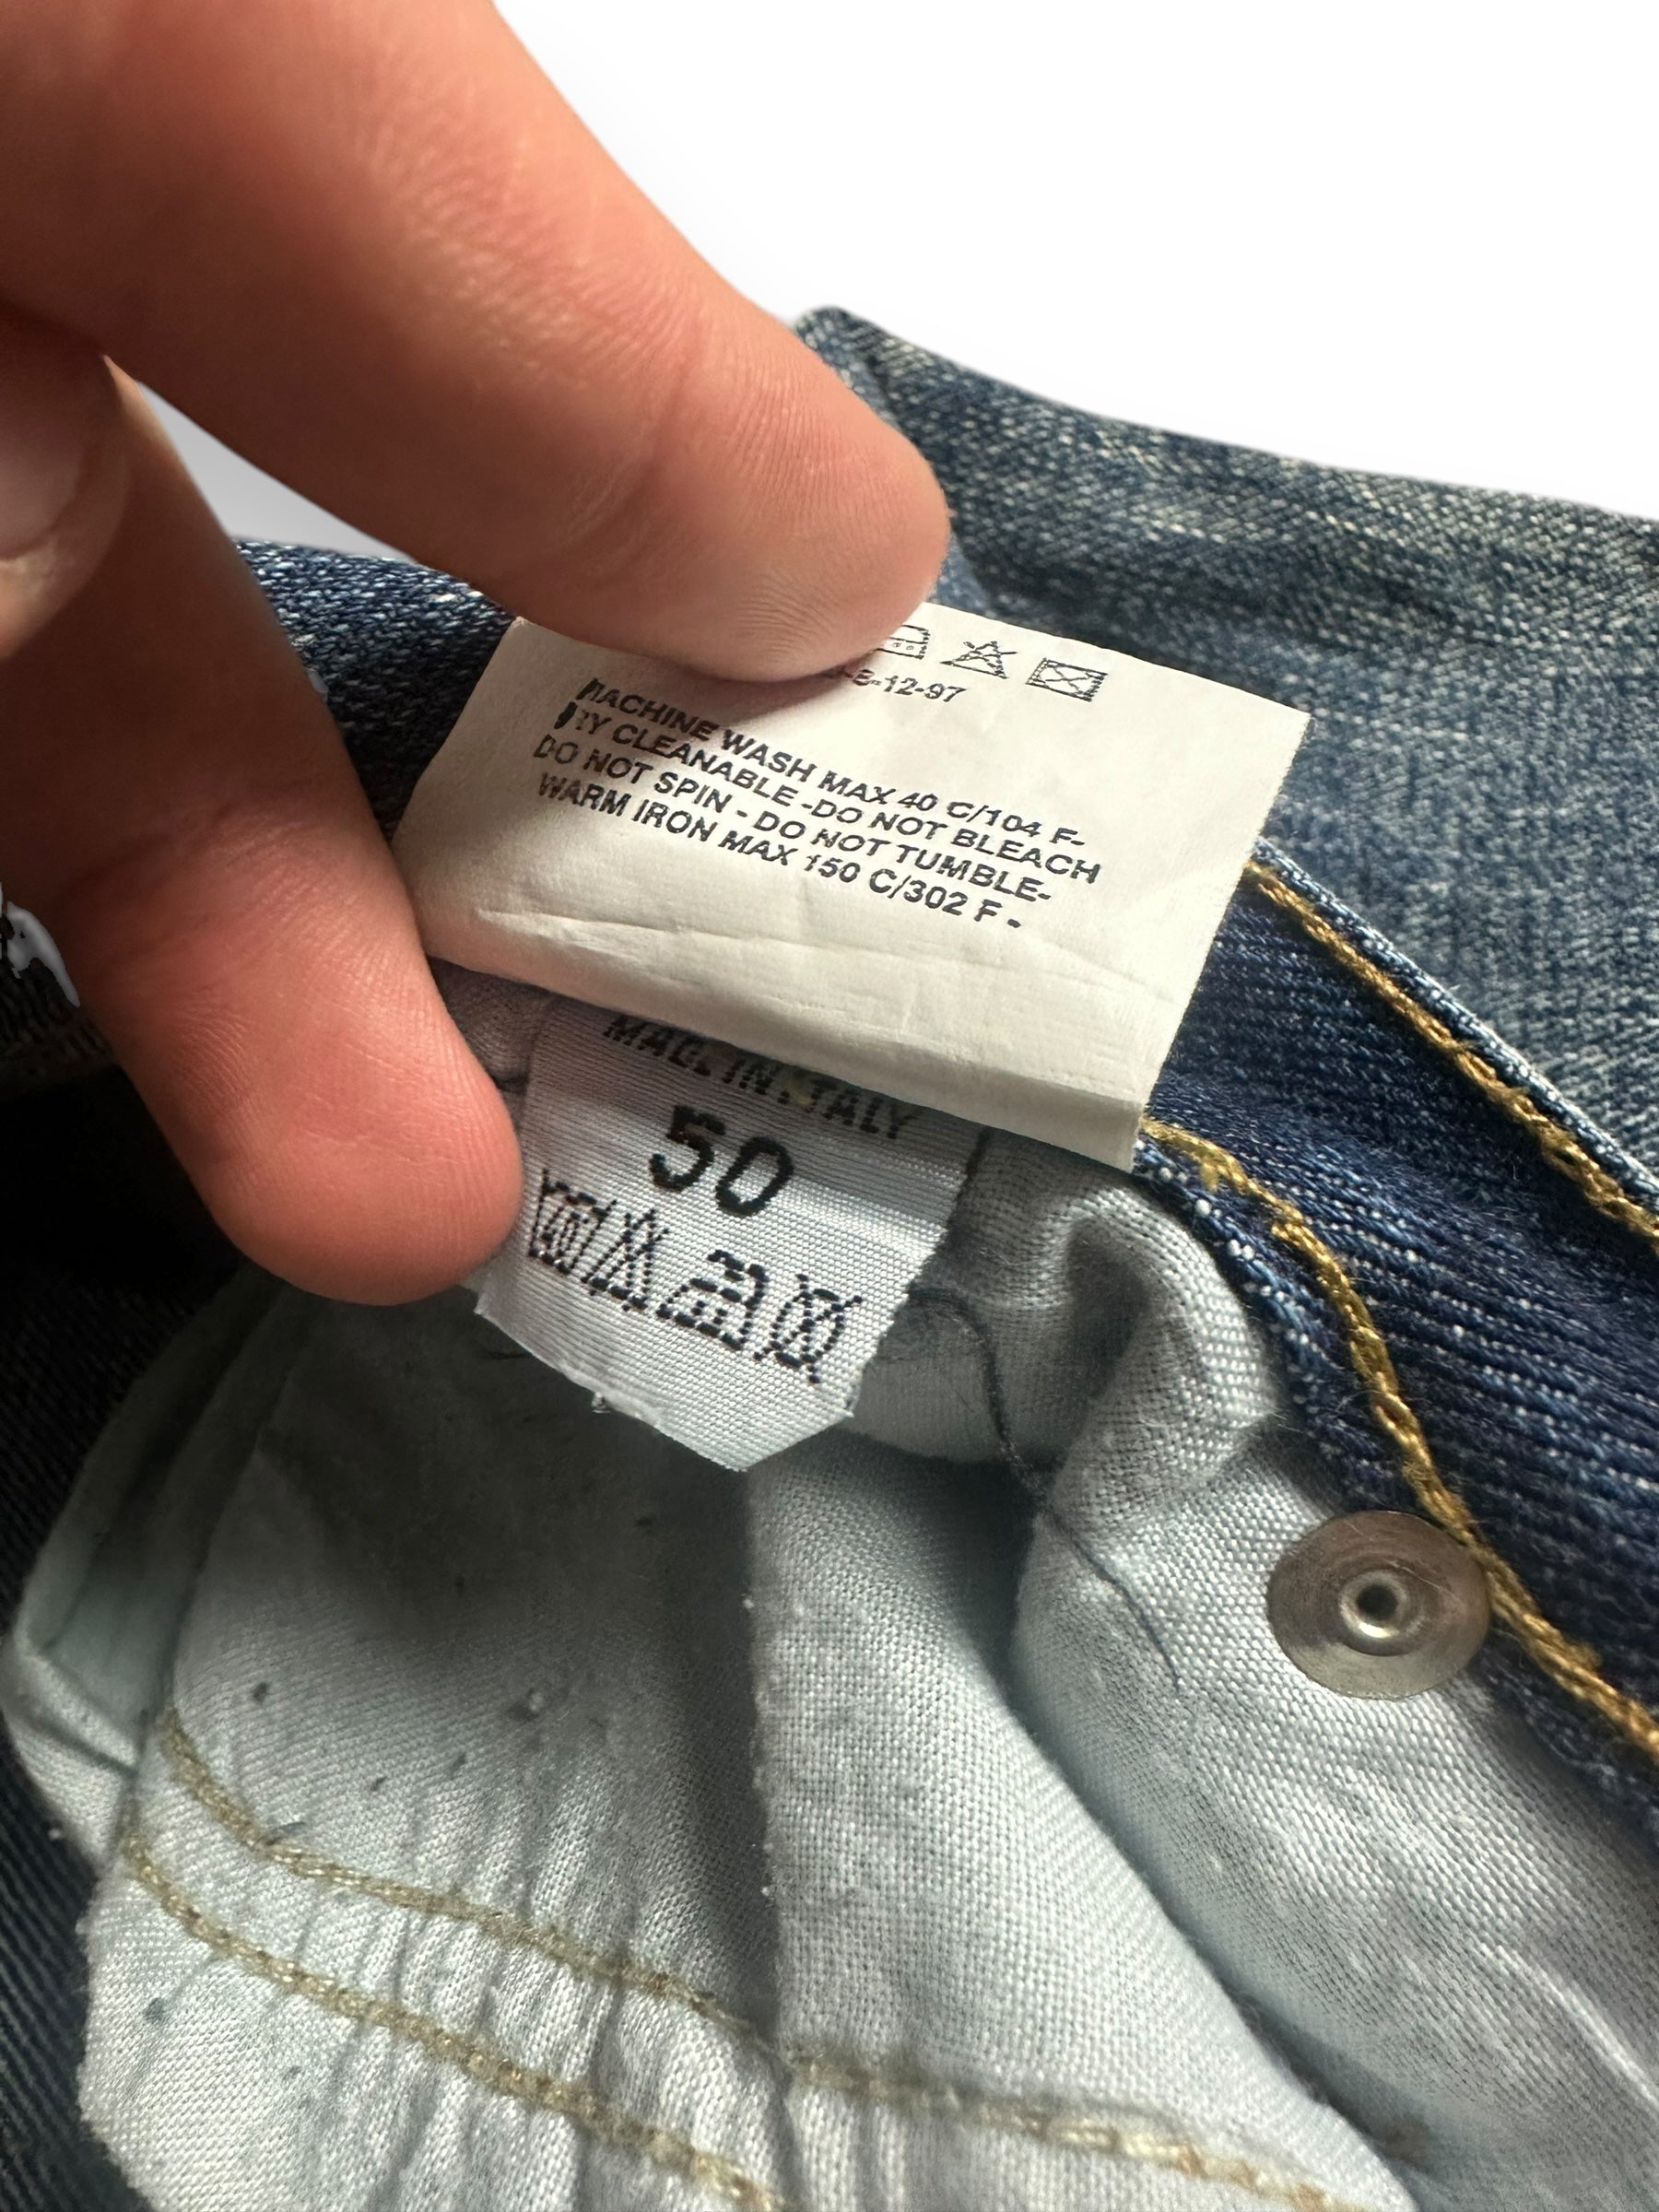 -12-97
MACHINE WASH MAX 40 C/104 F-
DRY CLEANABLE -DO NOT BLEACH
DO NOT SPIN - DO NOT TUMBLE-
WARM IRON MAX 150 C/302 F -
MADE IN ITALY
50